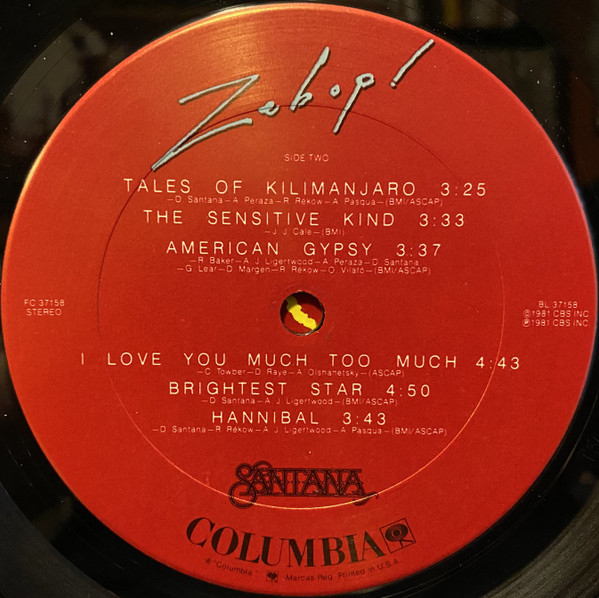 Zebop!
SIDE TWO
TALES OF KILIMANJARO 3:25
—D. Santana—A. Peraza—R. Rekow—A. Pasqua—(BMI/ASCAP)
THE SENSITIVE KIND 3:33
—J. J. Cale—(BMI)
AMERICAN GYPSY 3:37
—R. Baker—A. J. Ligertwood—A. Peraza—D. Santana
—G. Lear—D. Margen—R. Rekow—O. Vilató—(BMI/ASCAP)
FC 37158
STEREO
BL 37158
©1981 CBS INC.
℗1981 CBS INC.
I LOVE YOU MUCH TOO MUCH 4:43
—C. Towber—D. Raye—A. Olshanetsky—(ASCAP)
BRIGHTEST STAR 4:50
—D. Santana—A. J. Ligertwood—(BMI/ASCAP)
HANNIBAL 3:43
—D. Santana—R. Rekow—A. J. Ligertwood—A. Pasqua—(BMI/ASCAP)
SANTANA
COLUMBIA
® "Columbia," Marcas Reg. Printed in U.S.A.